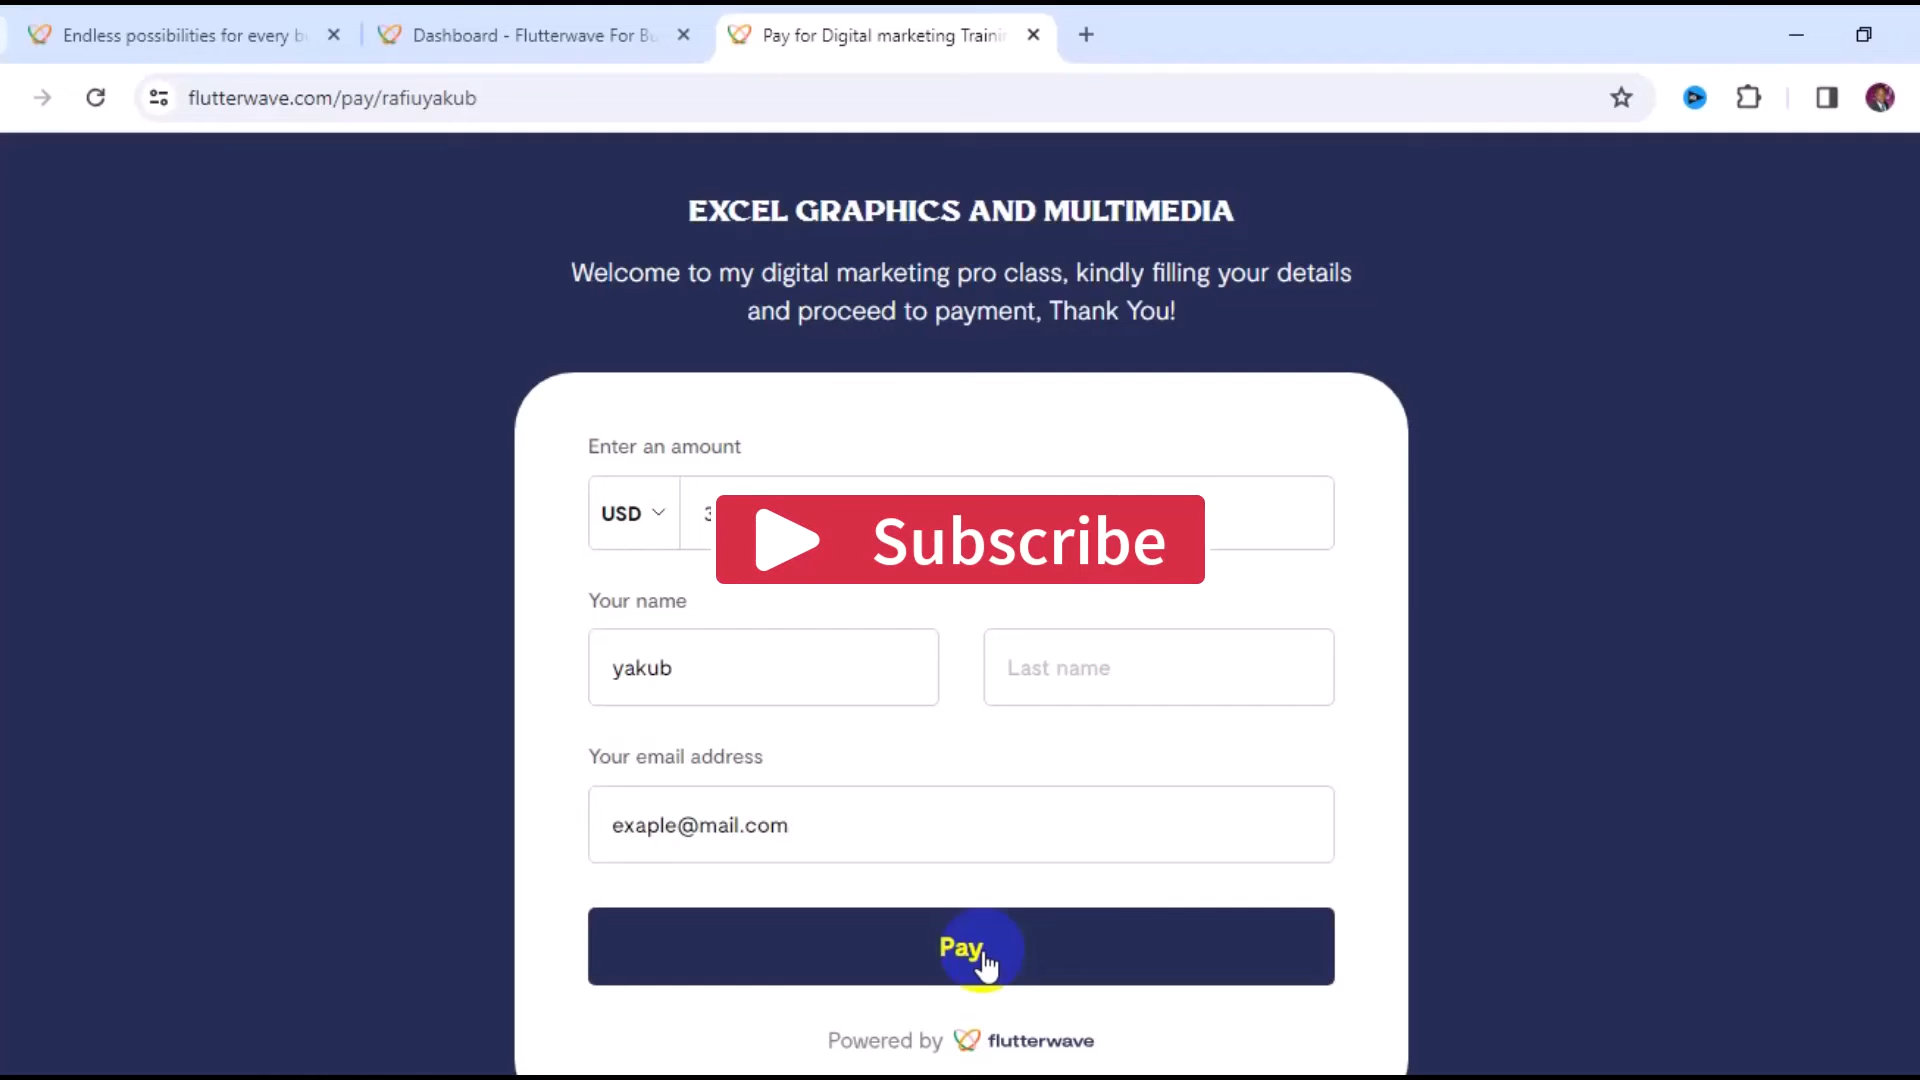 Endless possibilities for every b
Dashboard - Flutterwave For Bu
Pay for Digital marketing Traini
flutterwave.com/pay/rafiuyakub
EXCEL GRAPHICS AND MULTIMEDIA
Welcome to my digital marketing pro class, kindly filling your details
and proceed to payment, Thank You!
Enter an amount
USD 3
Subscribe
Your name
yakub
Last name
Your email address
exaple@mail.com
Pay
Powered by flutterwave